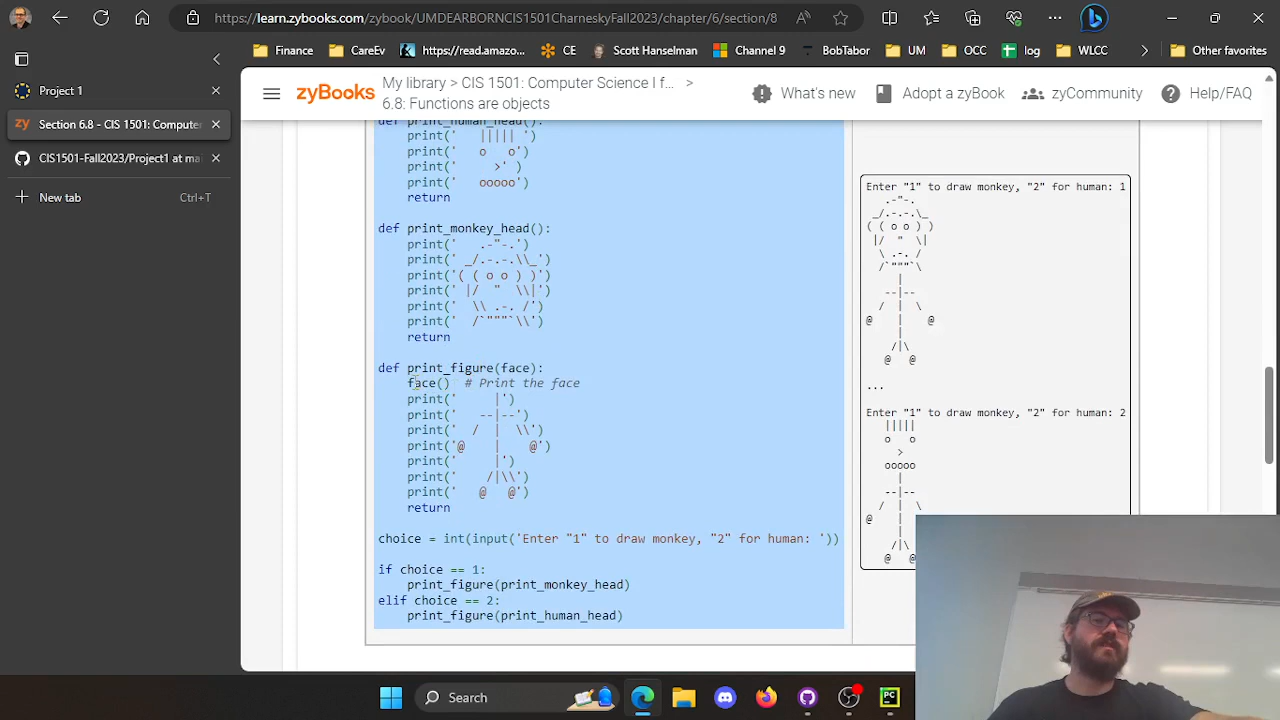 https://learn.zybooks.com/zybook/UMDEARBORNCIS1501CharneskyFall2023/chapter/6/section/8
Finance
CareEv
https://read.amazo...
CE
Scott Hanselman
Channel 9
BobTabor
UM
OCC
log
WLCC
Other favorites
Project 1
zy Section 6.8 - CIS 1501: Computer
CIS1501-Fall2023/Project1 at ma
New tab Ctrl+T
zyBooks
My library > CIS 1501: Computer Science I f... >
6.8: Functions are objects
What's new
Adopt a zyBook
zyCommunity
Help/FAQ
def print_human_head():
    print('   ||||| ')
    print('   o   o')
    print('     >' )
    print('   ooooo')
    return
def print_monkey_head():
    print('   .-"-.')
    print(' _/.-.-.\\_')
    print('( ( o o ) )')
    print(' |/  "  \\|')
    print('  \\ .-. /')
    print('  /`"""`\\')
    return
def print_figure(face):
    face()  # Print the face
    print('     |')
    print('   --|--')
    print('  /  |  \\')
    print('@    |    @')
    print('     |')
    print('    /|\\')
    print('   @   @')
    return
choice = int(input('Enter "1" to draw monkey, "2" for human: '))
if choice == 1:
    print_figure(print_monkey_head)
elif choice == 2:
    print_figure(print_human_head)
Enter "1" to draw monkey, "2" for human: 1
   .-"-.
 _/.-.-.\_
( ( o o ) )
 |/  "  \|
  \ .-. /
  /`"""`\
     |
   --|--
  /  |  \
@    |    @
     |
    /|\
   @   @
...
Enter "1" to draw monkey, "2" for human: 2
   |||||
   o   o
     >
   ooooo
     |
   --|--
  /  |  \
@    |
     |
    /|\
   @   @
Search
PC